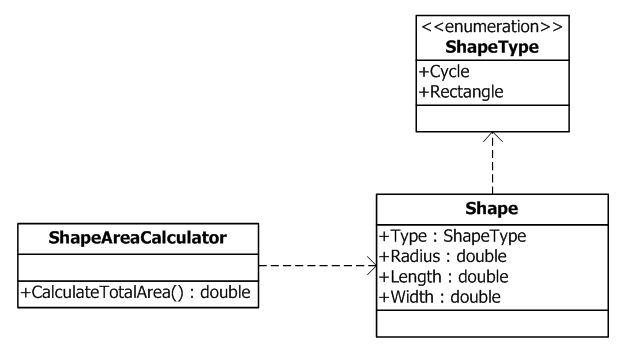 <<enumeration>>
ShapeType
+Cycle
+Rectangle
Shape
+Type : ShapeType
+Radius : double
+Length : double
+Width : double
ShapeAreaCalculator
+CalculateTotalArea() : double